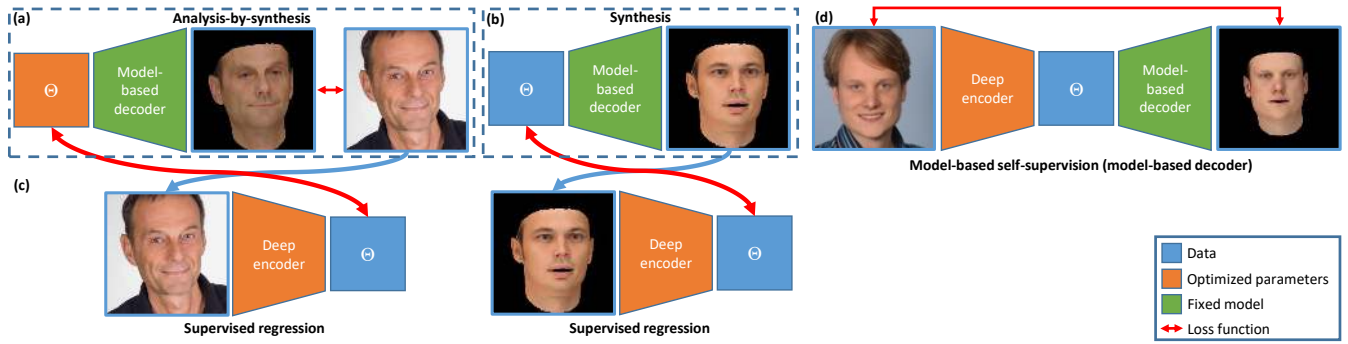 (a)
Analysis-by-synthesis
Θ
Model-
based
decoder
(b)
Synthesis
Θ
Model-
based
decoder
(d)
Deep
encoder
Θ
Model-
based
decoder
Model-based self-supervision (model-based decoder)
(c)
Deep
encoder
Θ
Supervised regression
Deep
encoder
Θ
Supervised regression
Data
Optimized parameters
Fixed model
Loss function